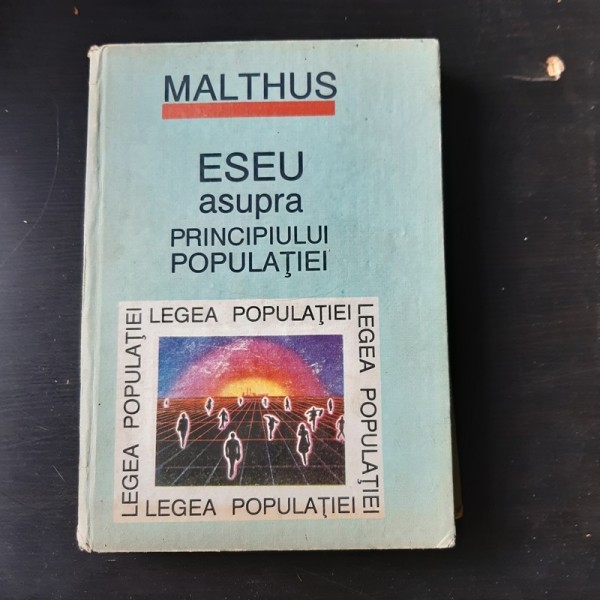 MALTHUS
ESEU
asupra
PRINCIPIULUI
POPULAŢIEI
LEGEA POPULAŢIEI
LEGEA POPULAŢIEI
LEGEA POPULAŢIEI
LEGEA POPULAŢIEI